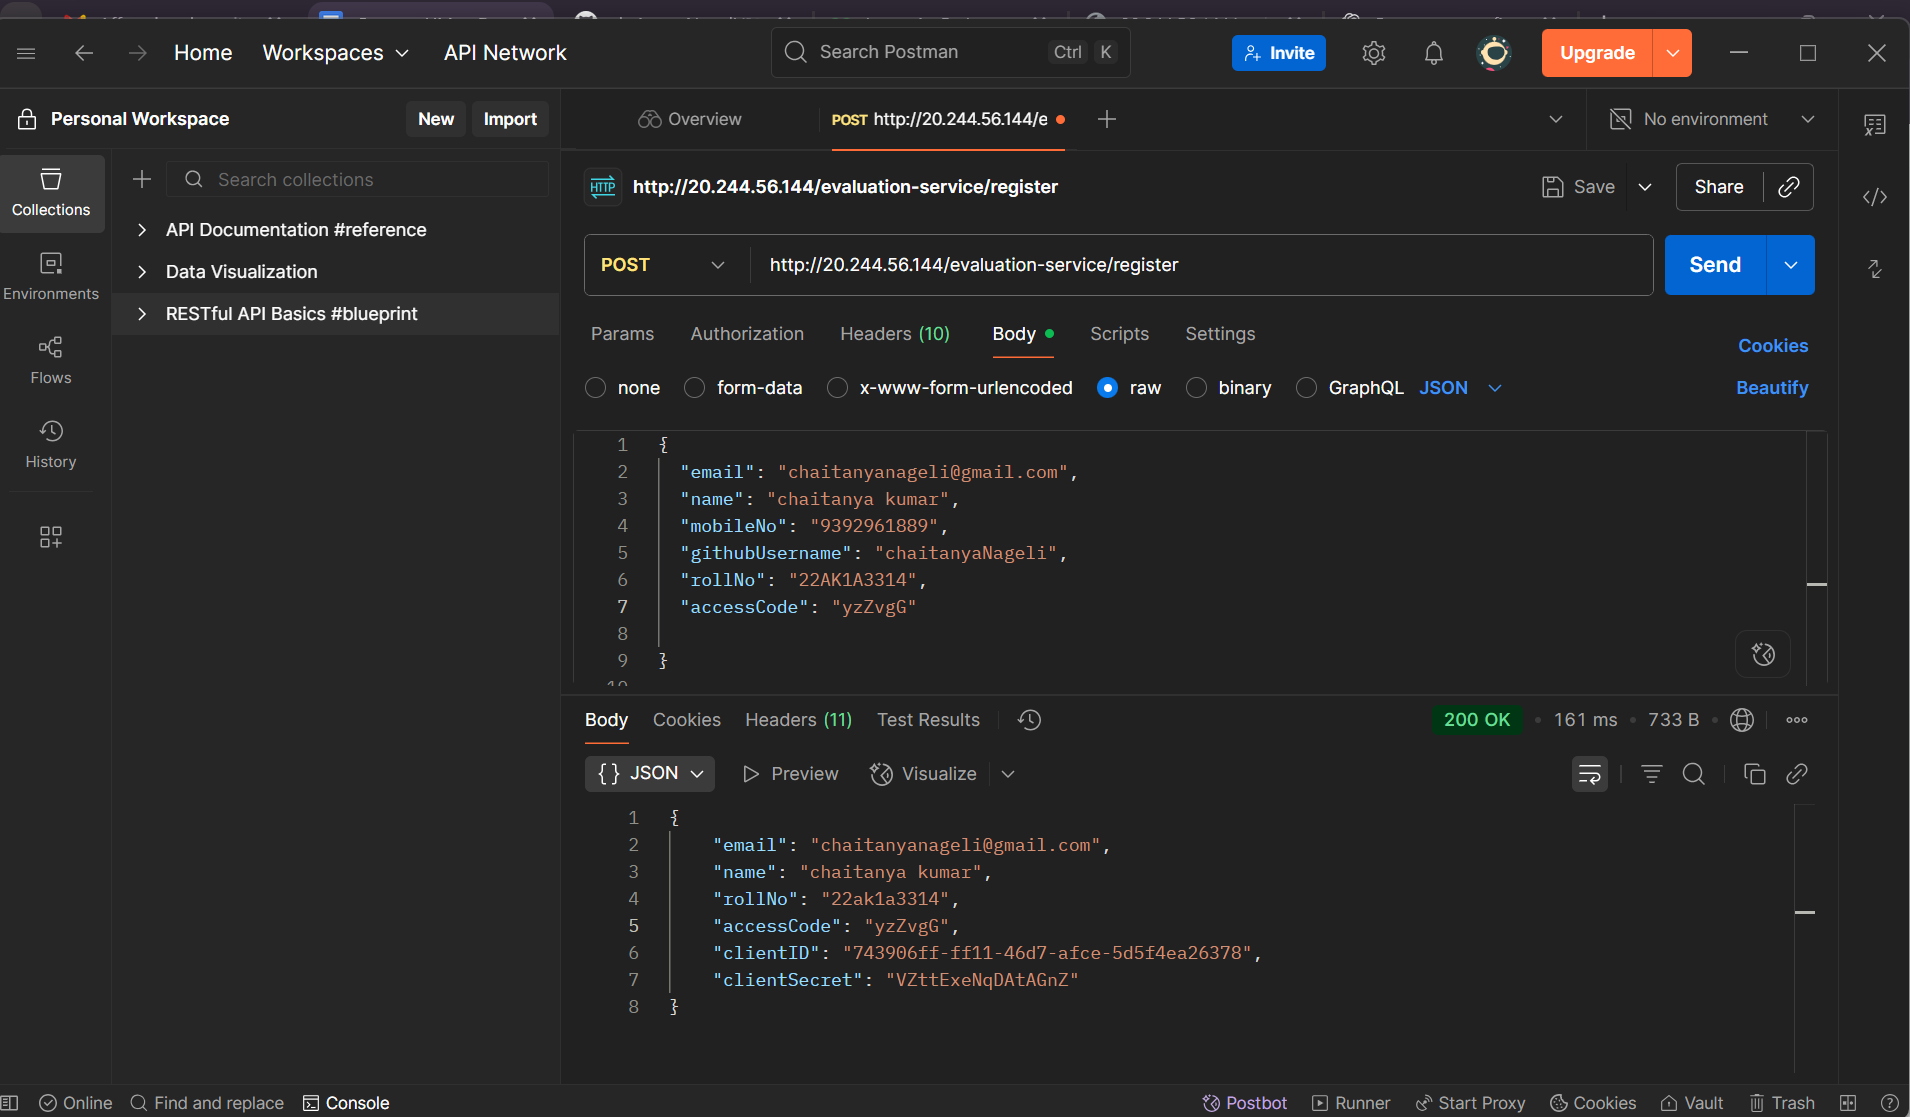 Home Workspaces API Network Search Postman Ctrl K Invite Upgrade
Personal Workspace New Import Overview POST http://20.244.56.144/e No environment
Collections
Search collections
API Documentation #reference
Data Visualization
RESTful API Basics #blueprint
Environments
Flows
History
HTTP http://20.244.56.144/evaluation-service/register Save Share
POST http://20.244.56.144/evaluation-service/register Send
Params Authorization Headers (10) Body Scripts Settings Cookies
none form-data x-www-form-urlencoded raw binary GraphQL JSON Beautify
1 {
2 "email": "chaitanyanageli@gmail.com",
3 "name": "chaitanya kumar",
4 "mobileNo": "9392961889",
5 "githubUsername": "chaitanyaNageli",
6 "rollNo": "22AK1A3314",
7 "accessCode": "yzZvgG"
8
9 }
10
Body Cookies Headers (11) Test Results 200 OK 161 ms 733 B
{} JSON Preview Visualize
1 {
2 "email": "chaitanyanageli@gmail.com",
3 "name": "chaitanya kumar",
4 "rollNo": "22ak1a3314",
5 "accessCode": "yzZvgG",
6 "clientID": "743906ff-ff11-46d7-afce-5d5f4ea26378",
7 "clientSecret": "VZttExeNqDAtAGnZ"
8 }
Online Find and replace Console Postbot Runner Start Proxy Cookies Vault Trash